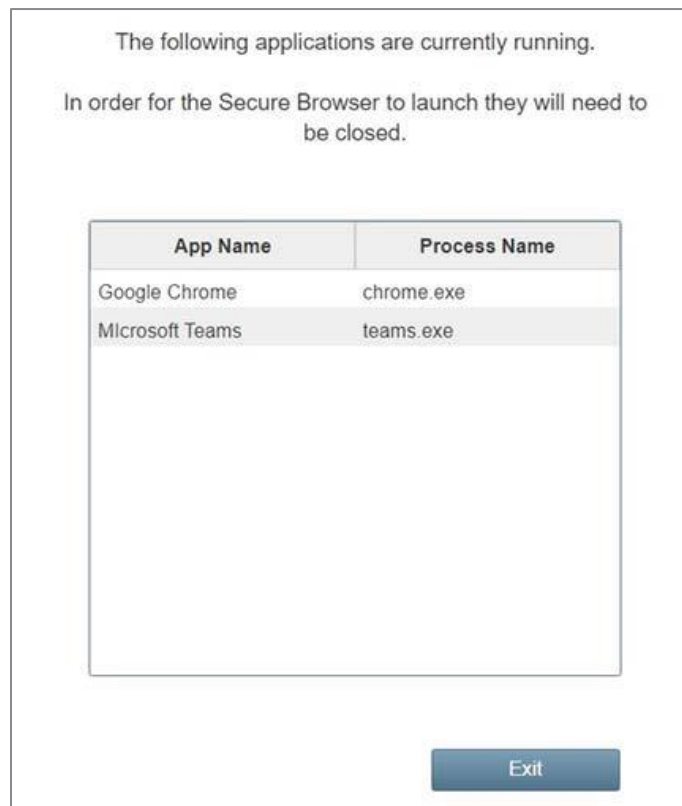 The following applications are currently running.
In order for the Secure Browser to launch they will need to
be closed.
App Name Process Name
Google Chrome chrome.exe
MIcrosoft Teams teams.exe
Exit